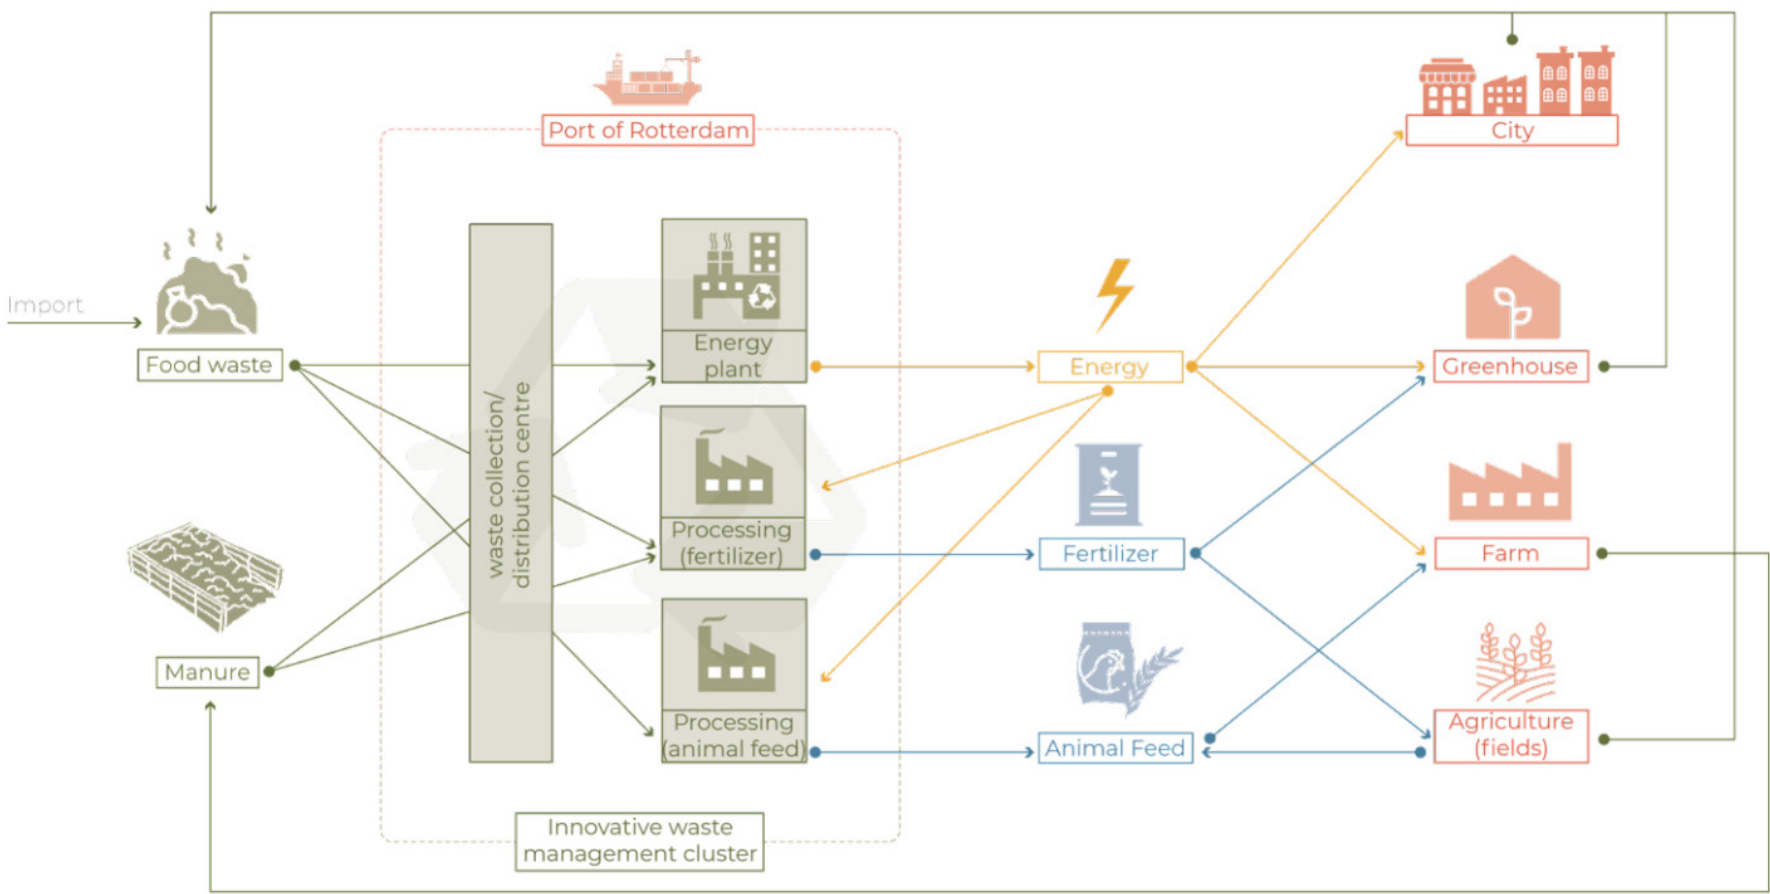 Port of Rotterdam
City
Import
Food waste
Energy
plant
Energy
Greenhouse
waste collection/
distribution centre
Processing
(fertilizer)
Fertilizer
Farm
Manure
Processing
(animal feed)
Animal Feed
Agriculture
(fields)
Innovative waste
management cluster